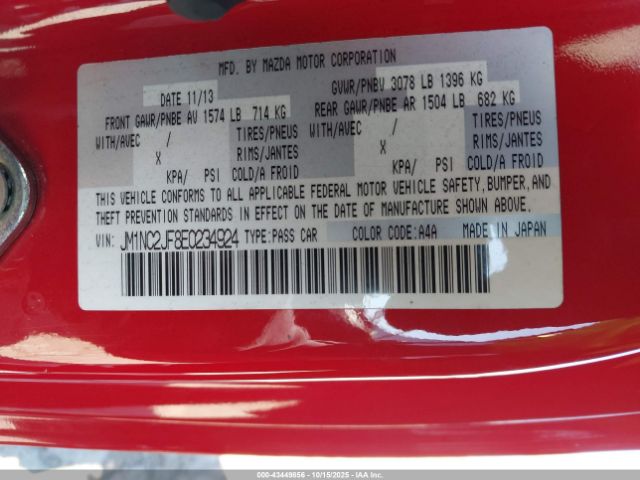 MFD. BY MAZDA MOTOR CORPORATION
DATE 11/13 GVWR/PNBV 3078 LB 1396 KG
FRONT GAWR/PNBE AV 1574 LB 714 KG REAR GAWR/PNBE AR 1504 LB 682 KG
WITH/AVEC / TIRES/PNEUS WITH/AVEC / TIRES/PNEUS
X RIMS/JANTES X RIMS/JANTES
KPA/ PSI COLD/A FROID KPA/ PSI COLD/A FROID
THIS VEHICLE CONFORMS TO ALL APPLICABLE FEDERAL MOTOR VEHICLE SAFETY, BUMPER, AND
THEFT PREVENTION STANDARDS IN EFFECT ON THE DATE OF MANUFACTURE SHOWN ABOVE.
VIN: JM1NC2JF8E0234924 TYPE: PASS CAR COLOR CODE: A4A MADE IN JAPAN
000-43449856 - 10/15/2025 - Copyright IAA, LLC